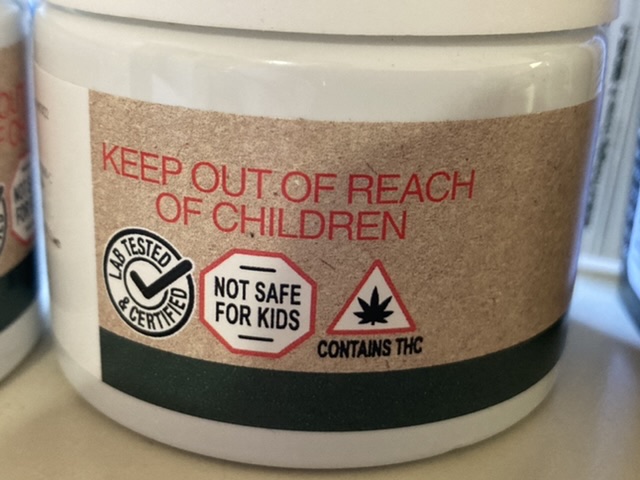 KEEP OUT OF REACH
OF CHILDREN
LAB TESTED
& CERTIFIED
NOT SAFE
FOR KIDS
CONTAINS THC